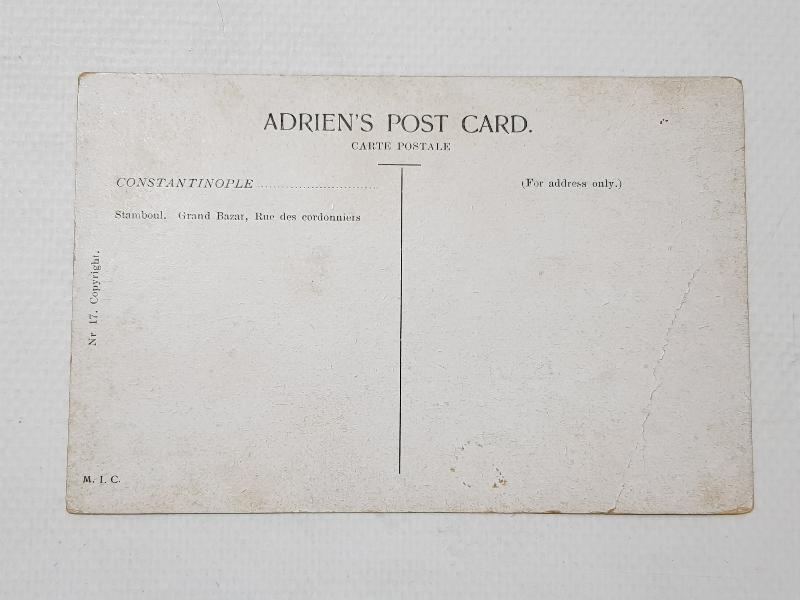 ADRIEN'S POST CARD.
CARTE POSTALE
CONSTANTINOPLE ..............................
(For address only.)
Stamboul. Grand Bazar, Rue des cordonniers
Nr 17. Copyright.
M. I. C.